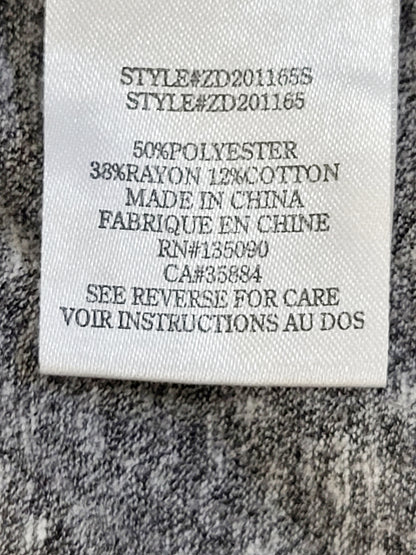 STYLE#ZD201165S
STYLE#ZD201165
50%POLYESTER
38%RAYON 12%COTTON
MADE IN CHINA
FABRIQUE EN CHINE
RN#135090
CA#35884
SEE REVERSE FOR CARE
VOIR INSTRUCTIONS AU DOS